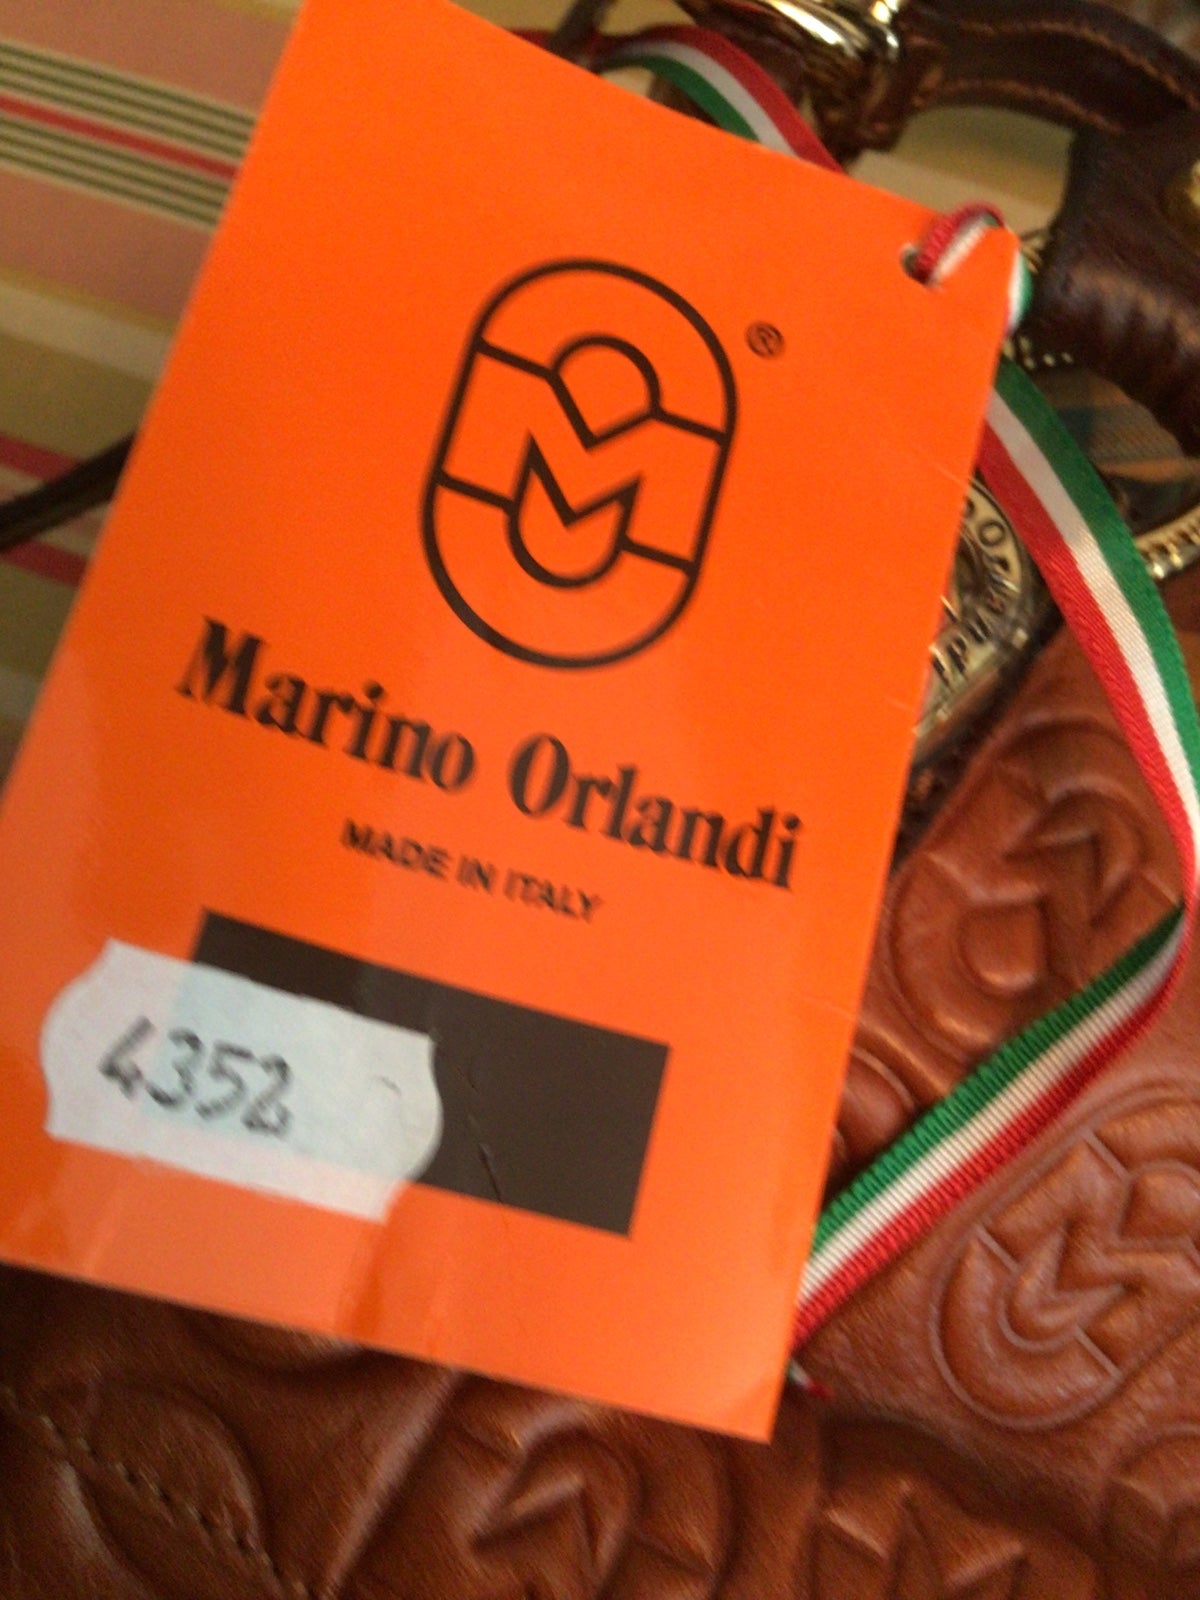 ®
Marino Orlandi
MADE IN ITALY
4352